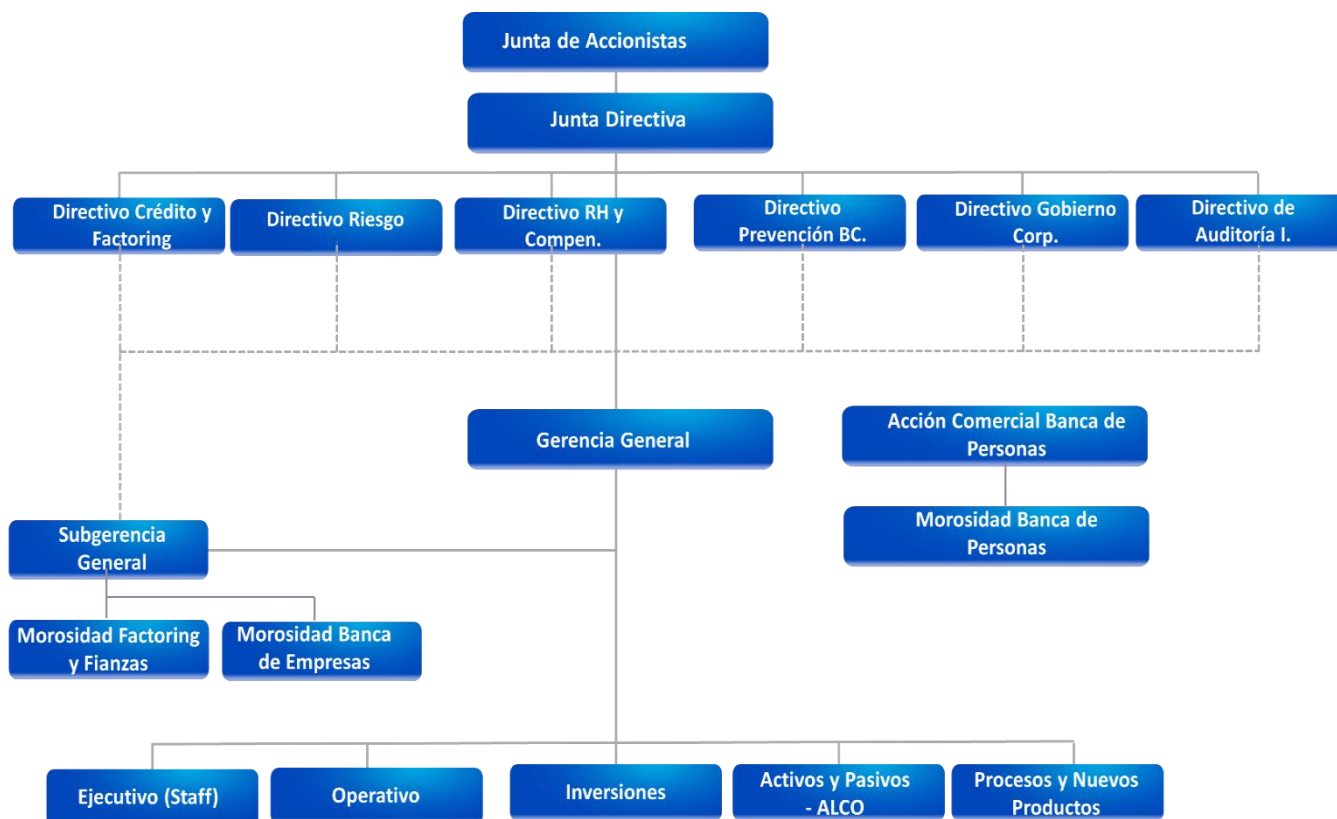 Junta de Accionistas
Junta Directiva
Directivo Crédito y
Factoring
Directivo Riesgo
Directivo RH y
Compen.
Directivo
Prevención BC.
Directivo Gobierno
Corp.
Directivo de
Auditoría I.
Gerencia General
Acción Comercial Banca de
Personas
Morosidad Banca de
Personas
Subgerencia
General
Morosidad Factoring
y Fianzas
Morosidad Banca
de Empresas
Ejecutivo (Staff)
Operativo
Inversiones
Activos y Pasivos
- ALCO
Procesos y Nuevos
Productos